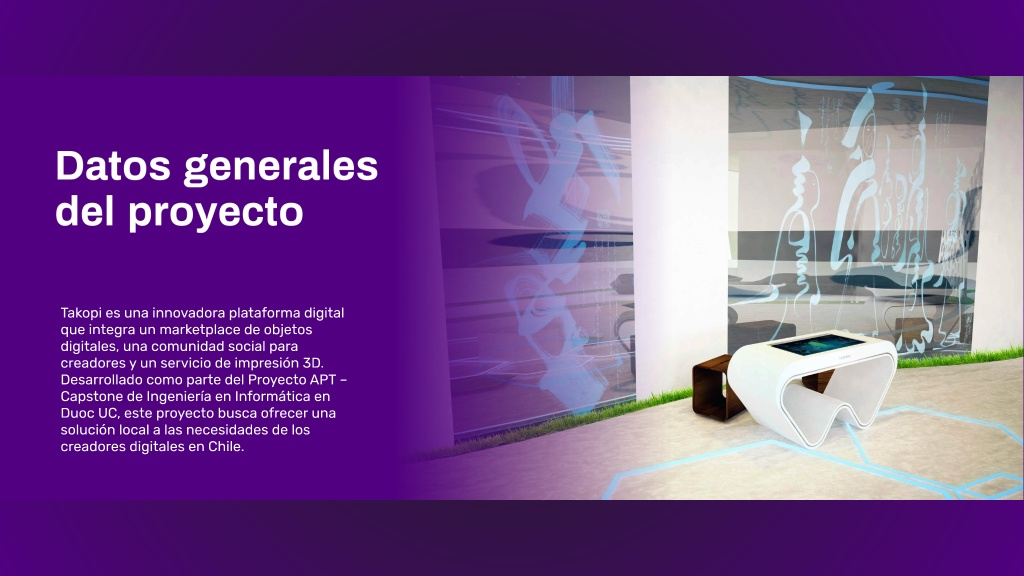 Datos generales
del proyecto
Takopi es una innovadora plataforma digital
que integra un marketplace de objetos
digitales, una comunidad social para
creadores y un servicio de impresión 3D.
Desarrollado como parte del Proyecto APT –
Capstone de Ingeniería en Informática en
Duoc UC, este proyecto busca ofrecer una
solución local a las necesidades de los
creadores digitales en Chile.